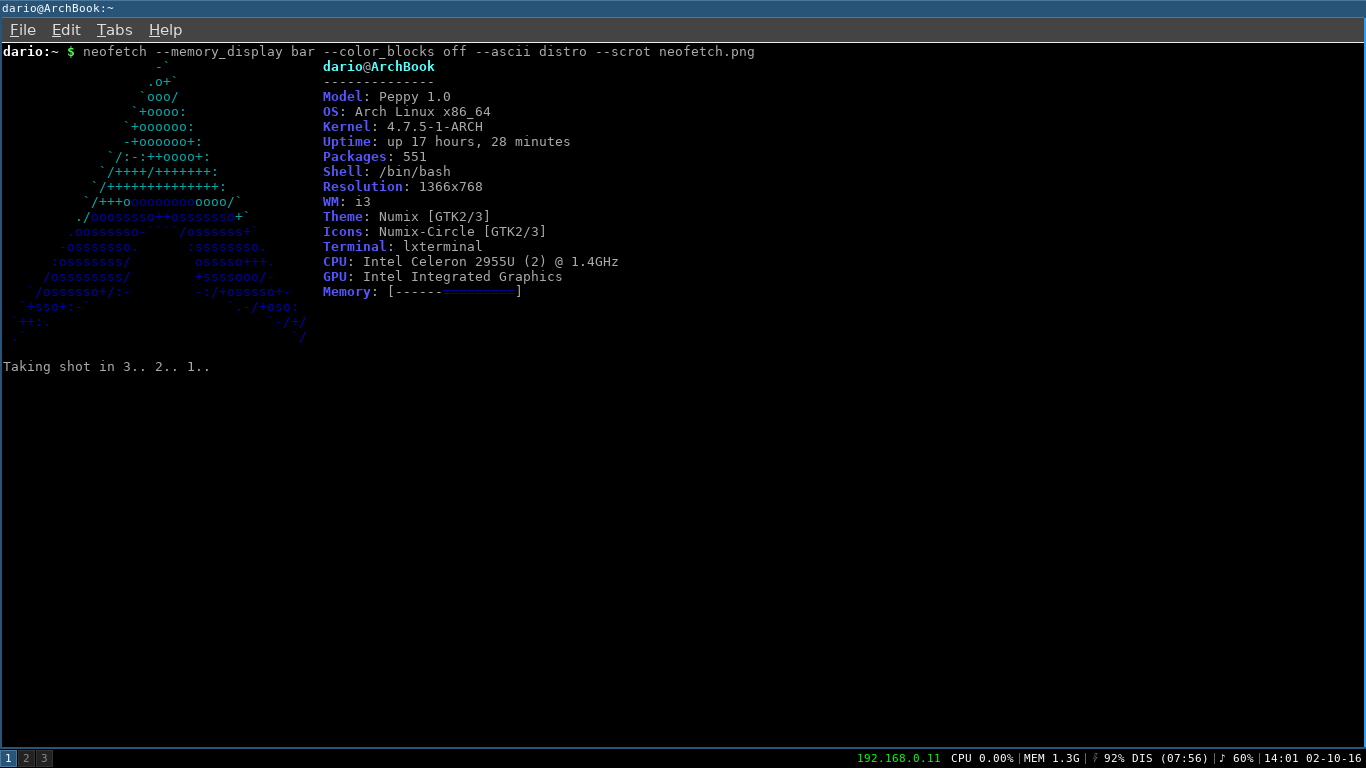 dario@ArchBook:~
File Edit Tabs Help
dario:~ $ neofetch --memory_display bar --color_blocks off --ascii distro --scrot neofetch.png
-`
.o+`
`ooo/
`+oooo:
`+oooooo:
-+oooooo+:
`/:-:++oooo+:
`/++++/+++++++:
`/++++++++++++++:
`/+++ooooooooooooo/`
./ooosssso++osssssso+`
.oossssso-````/ossssss+`
-osssssso.      :ssssssso.
:osssssss/        osssso+++.
/ossssssss/        +ssssooo/-
`/ossssso+/:-        -:/+osssso+-
`+sso+:-`                 `.-/+oso:
`++:.                           `-/+/
.`                                 `/
dario@ArchBook
--------------
Model: Peppy 1.0
OS: Arch Linux x86_64
Kernel: 4.7.5-1-ARCH
Uptime: up 17 hours, 28 minutes
Packages: 551
Shell: /bin/bash
Resolution: 1366x768
WM: i3
Theme: Numix [GTK2/3]
Icons: Numix-Circle [GTK2/3]
Terminal: lxterminal
CPU: Intel Celeron 2955U (2) @ 1.4GHz
GPU: Intel Integrated Graphics
Memory: [------=========]
Taking shot in 3.. 2.. 1..
1 2 3
192.168.0.11 CPU 0.00%|MEM 1.3G|⚡ 92% DIS (07:56)|♪ 60%|14:01 02-10-16